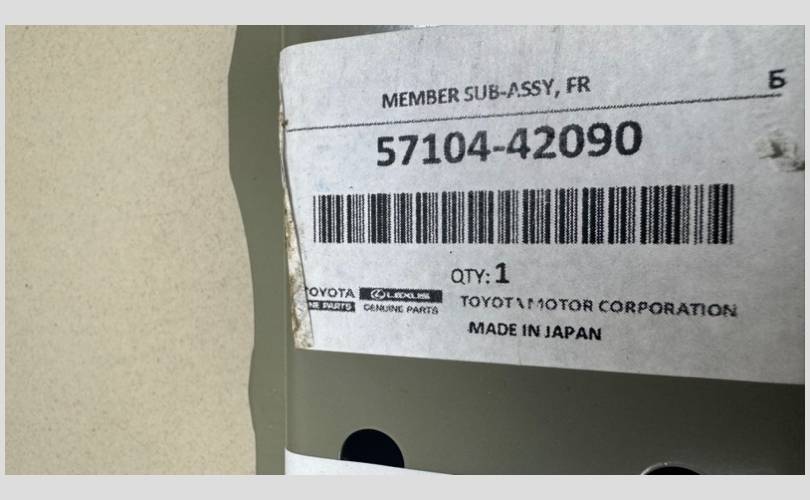 MEMBER SUB-ASSY, FR
Б
57104-42090
QTY: 1
TOYOTA
LEXUS
GENUINE PARTS
TOYOTA MOTOR CORPORATION
MADE IN JAPAN